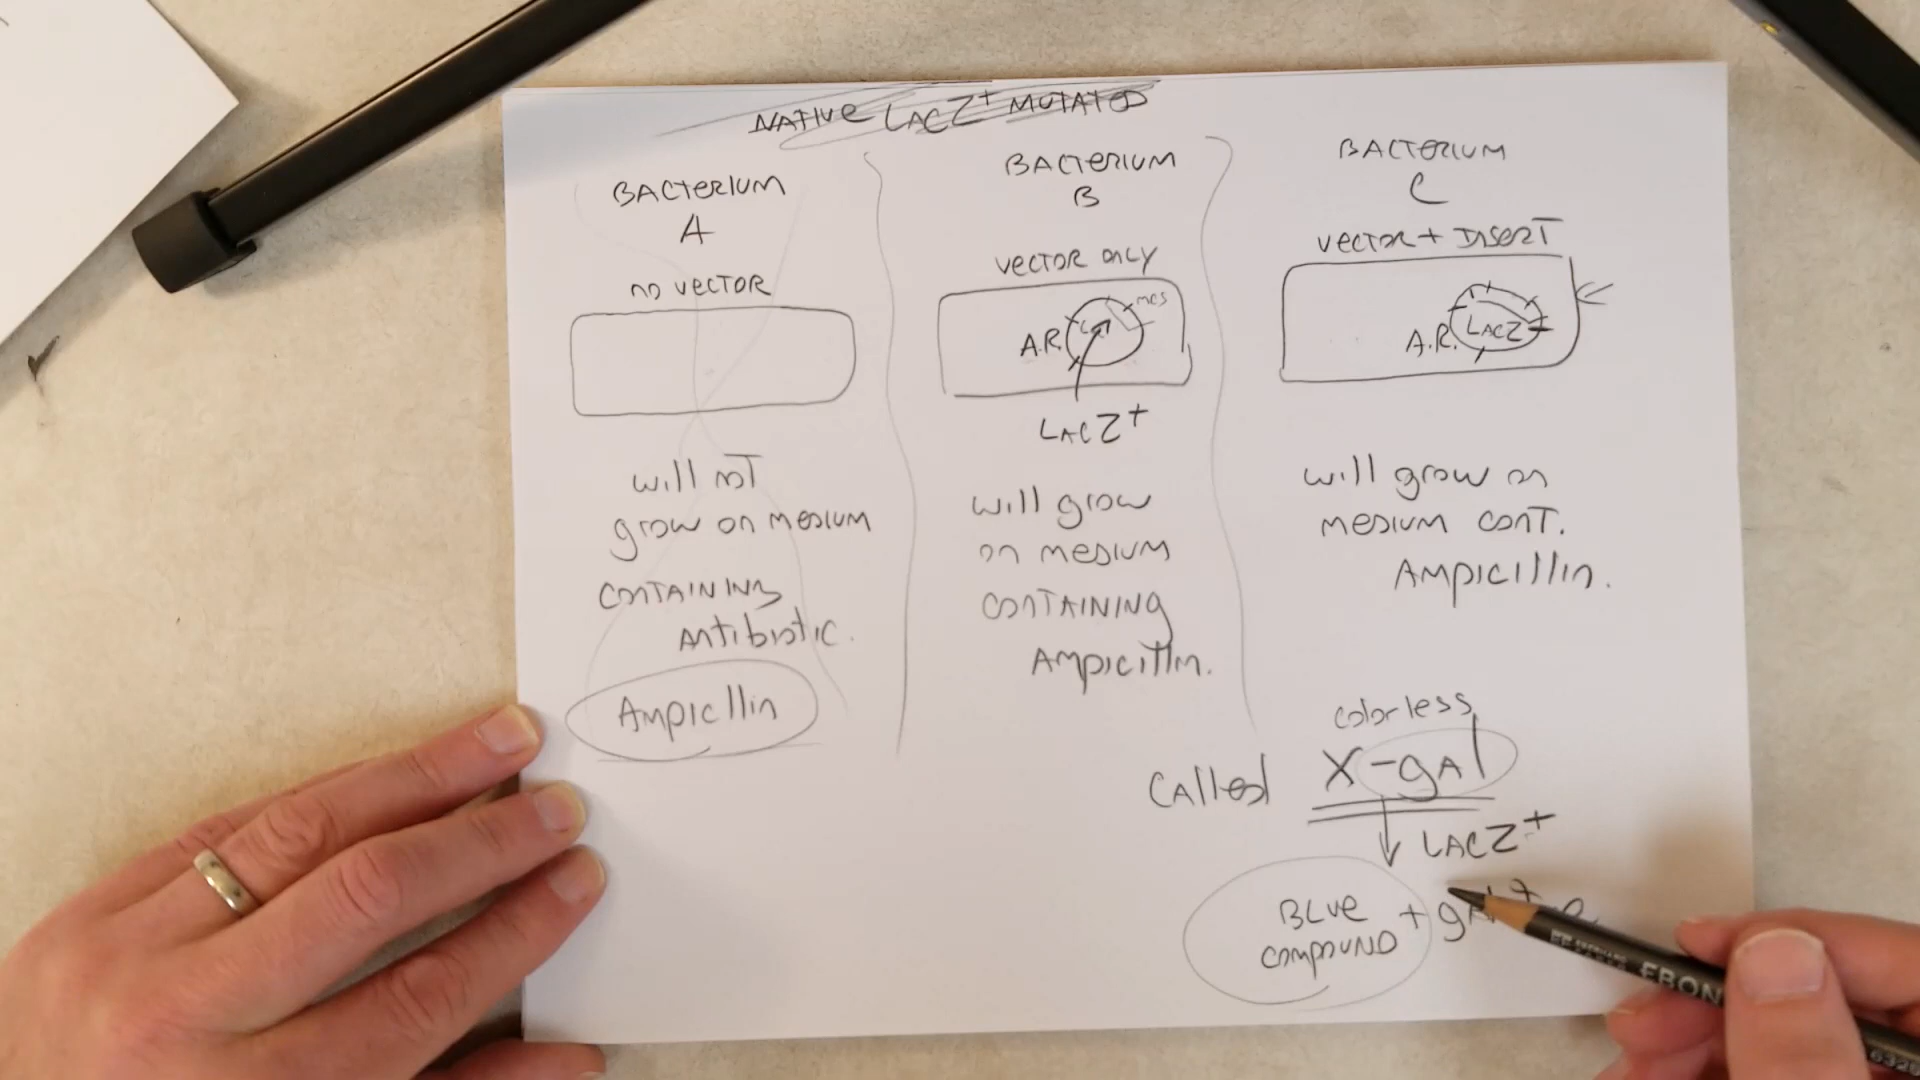 NATIVE LACZ+ MUTATED
BACTERIUM
A
NO VECTOR
will not
grow on medium
CONTAINING
Antibiotic.
Ampicllin
BACTERIUM
B
VECTOR ONLY
A.R.
MCS
LACZ+
will grow
on medium
CONTAINING
Ampicillin.
BACTERIUM
C
VECTOR + INSERT
A.R.
LACZ+
will grow on
medium cont.
Ampicillin.
colorless
called X-gal
LACZ+
BLUE
compound
+
EBON